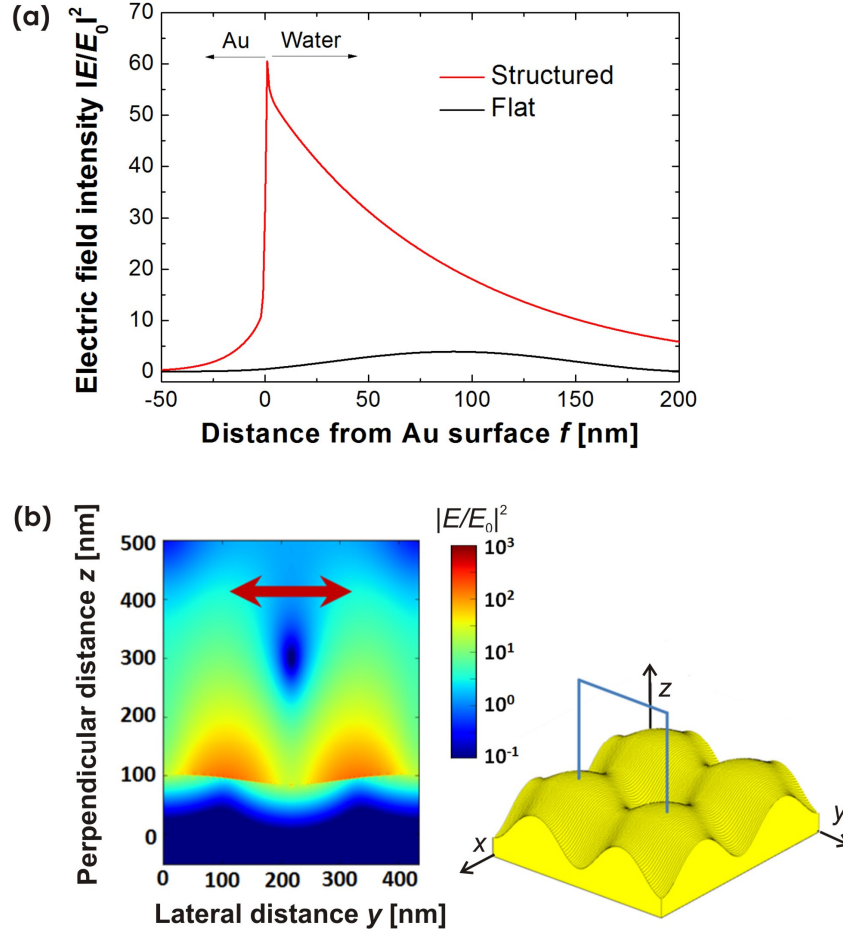 (a)
Electric field intensity |E/E₀|²
70
60
50
40
30
20
10
0
Au
Water
Structured
Flat
-50
0
50
100
150
200
Distance from Au surface f [nm]
(b)
Perpendicular distance z [nm]
500
400
300
200
100
0
0
100
200
300
400
Lateral distance y [nm]
|E/E₀|²
10³
10²
10¹
10⁰
10⁻¹
z
x
y